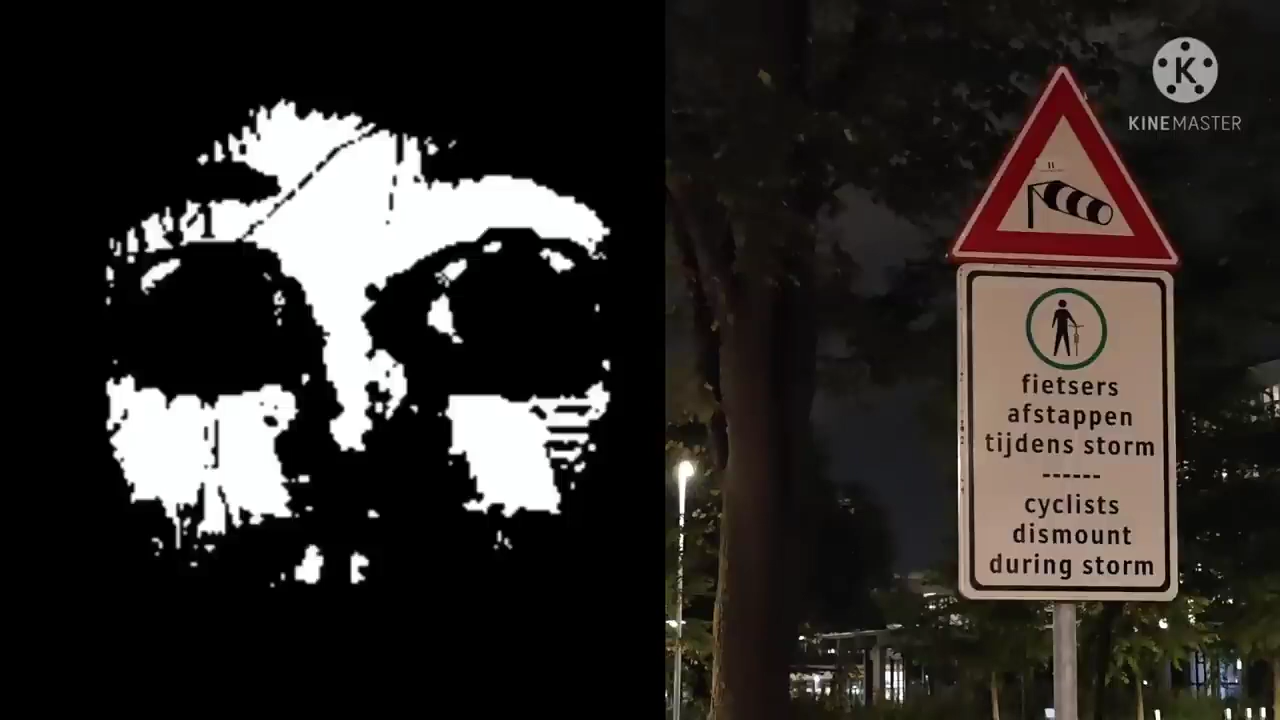 K
KINEMASTER
fietsers
afstappen
tijdens storm
------
cyclists
dismount
during storm